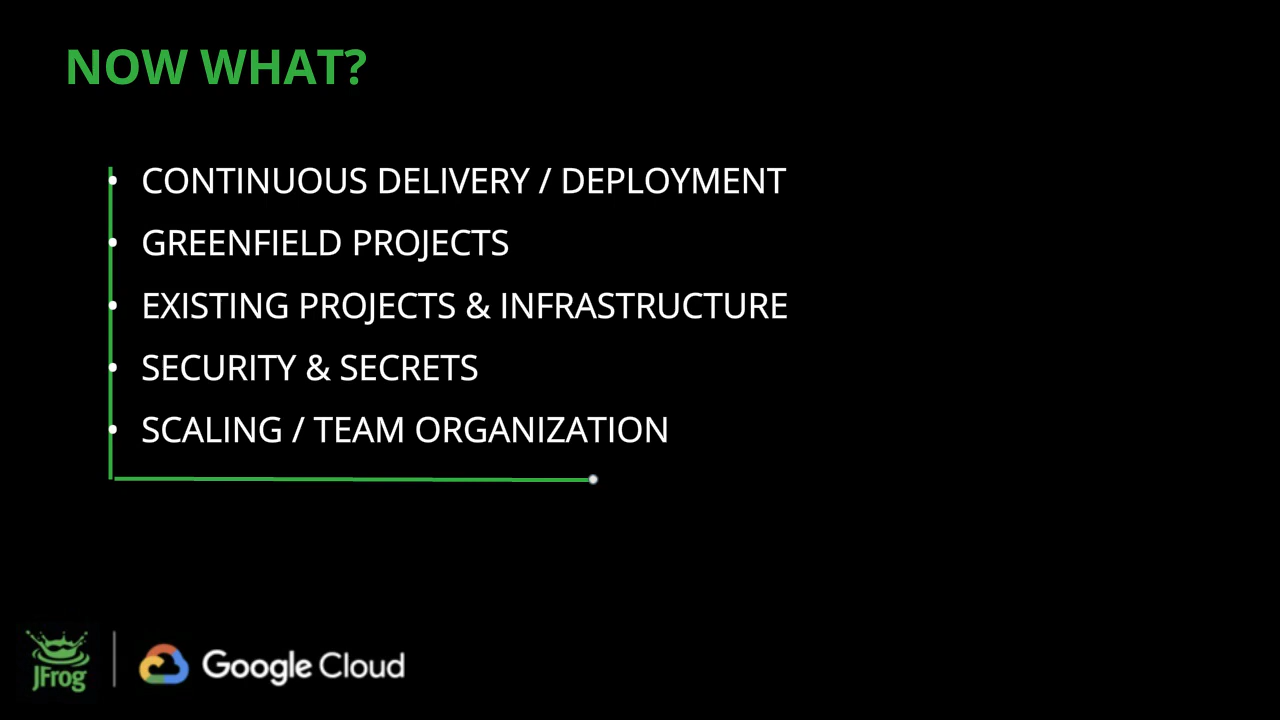 NOW WHAT?
• CONTINUOUS DELIVERY / DEPLOYMENT
• GREENFIELD PROJECTS
• EXISTING PROJECTS & INFRASTRUCTURE
• SECURITY & SECRETS
• SCALING / TEAM ORGANIZATION
JFrog
Google Cloud